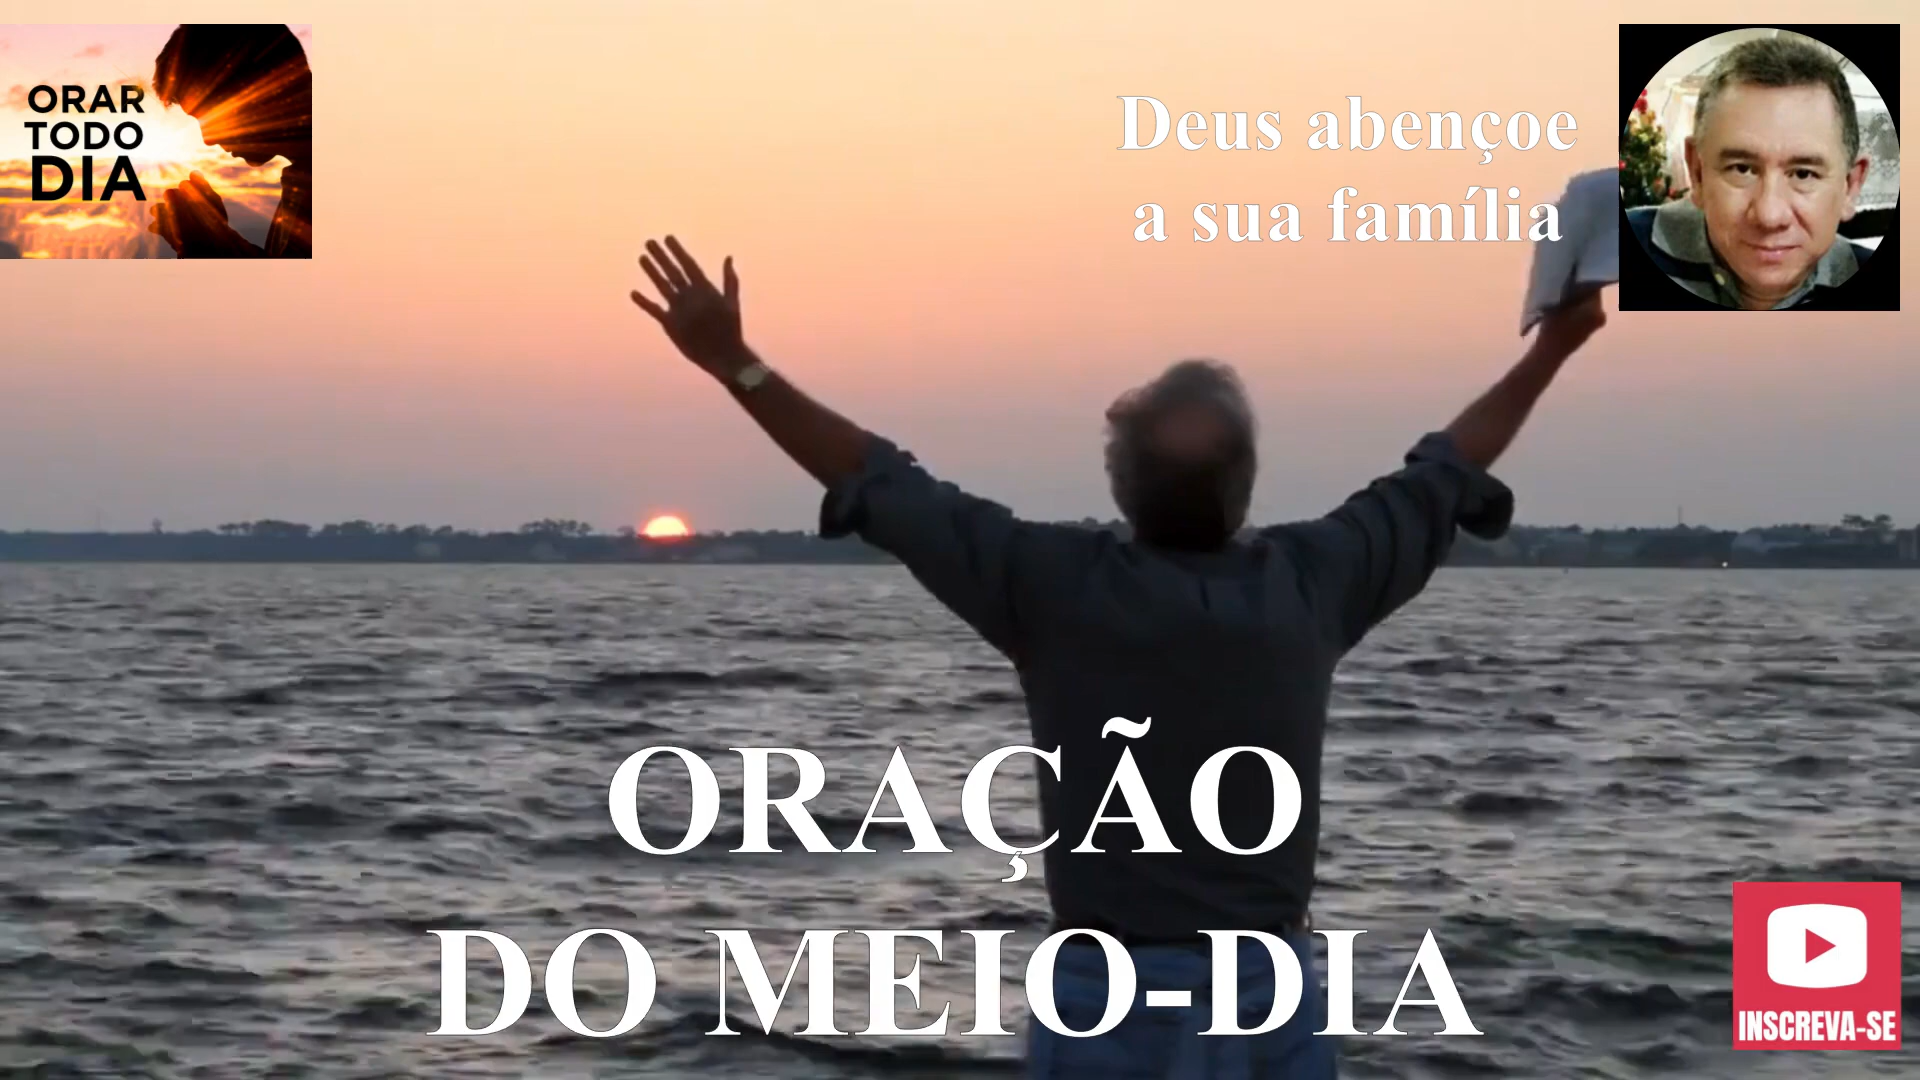 ORAR
TODO
DIA
Deus abençoe
a sua família
ORAÇÃO
DO MEIO-DIA
INSCREVA-SE